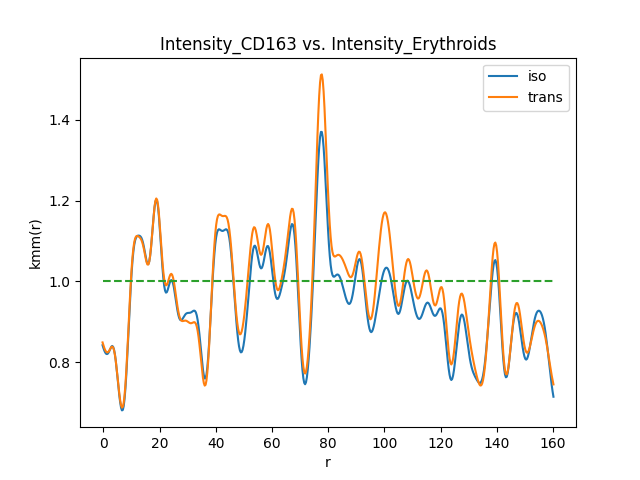 Intensity_CD163 vs. Intensity_Erythroids
iso
trans
kmm(r)
1.4
1.2
1.0
0.8
0 20 40 60 80 100 120 140 160
r